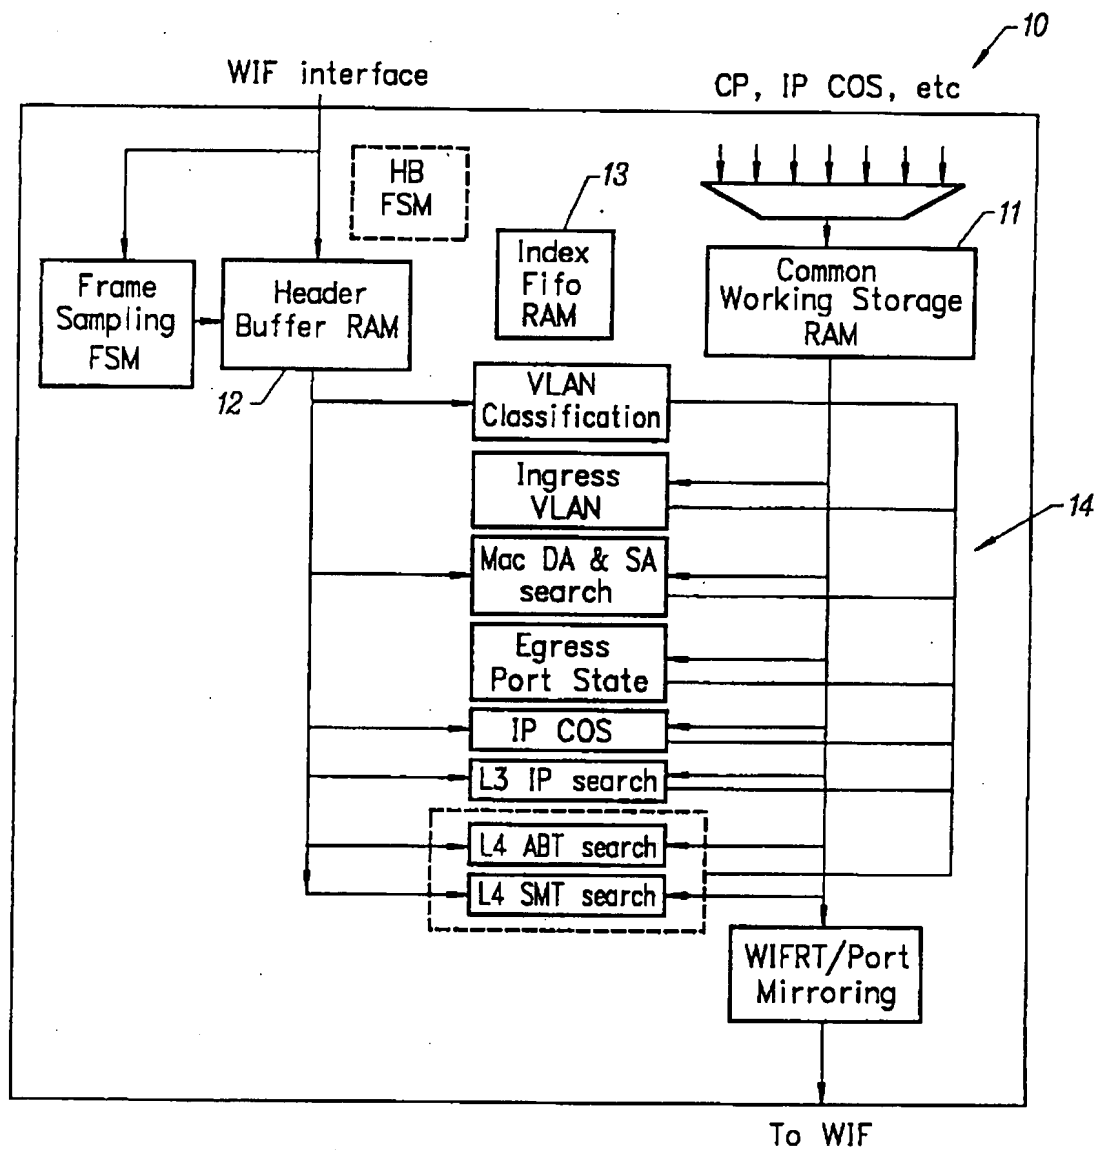 10
WIF interface
CP, IP COS, etc
HB
FSM
13
11
Index
Fifo
RAM
Common
Working Storage
RAM
Frame
Sampling
FSM
Header
Buffer RAM
12
VLAN
Classification
Ingress
VLAN
14
Mac DA & SA
search
Egress
Port State
IP COS
L3 IP search
L4 ABT search
L4 SMT search
WIFRT/Port
Mirroring
To WIF